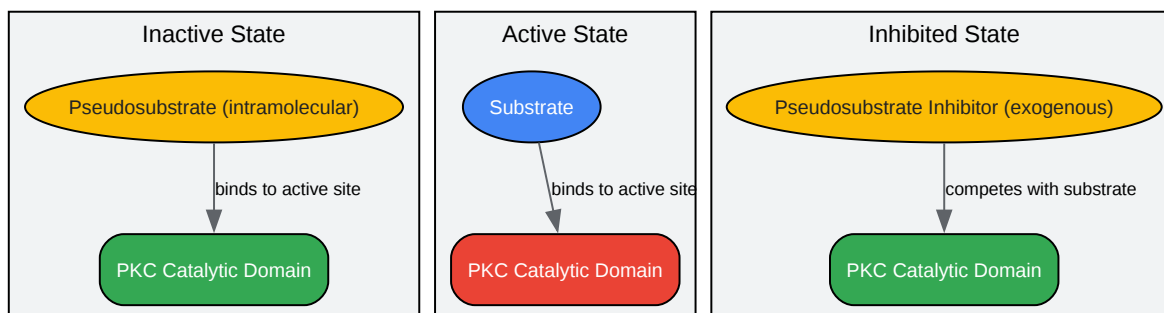 Inactive State
Pseudosubstrate (intramolecular)
binds to active site
PKC Catalytic Domain
Active State
Substrate
binds to active site
PKC Catalytic Domain
Inhibited State
Pseudosubstrate Inhibitor (exogenous)
competes with substrate
PKC Catalytic Domain